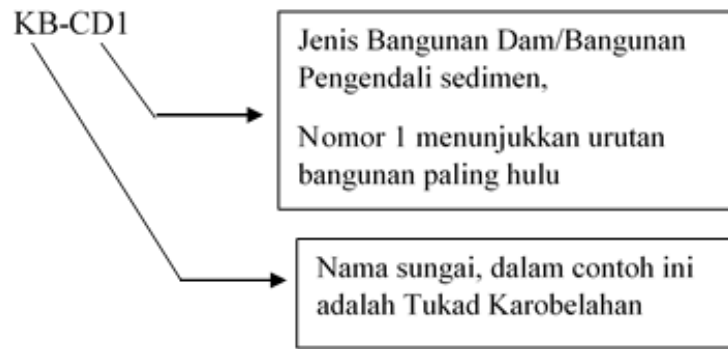 KB-CD1
Jenis Bangunan Dam/Bangunan
Pengendali sedimen,
Nomor 1 menunjukkan urutan
bangunan paling hulu
Nama sungai, dalam contoh ini
adalah Tukad Karobelahan